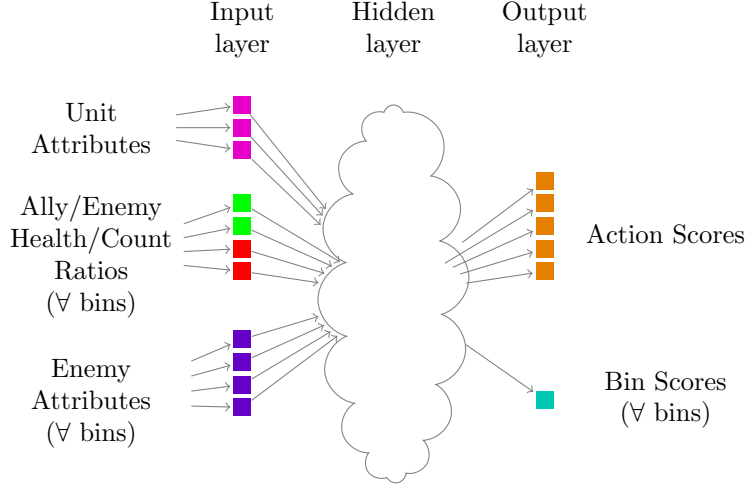 Input
layer
Hidden
layer
Output
layer
Unit
Attributes
Ally/Enemy
Health/Count
Ratios
(∀ bins)
Enemy
Attributes
(∀ bins)
Action Scores
Bin Scores
(∀ bins)